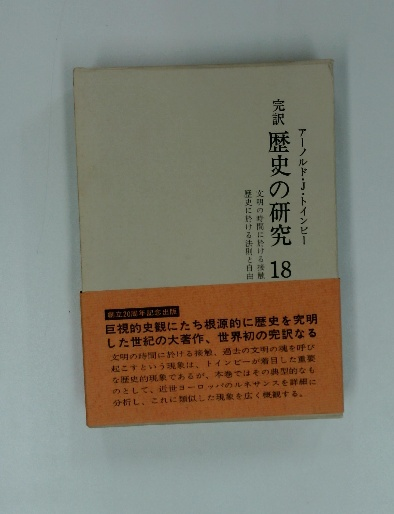 アーノルド・J・トインビー
完訳 歴史の研究 18
文明の時間に於ける接触
歴史に於ける法則と自由
創立20周年記念出版
巨視的史観にたち根源的に歴史を究明
した世紀の大著作、世界初の完訳なる
文明の時間に於ける接触、過去の文明の魂を呼び
起こすという現象は、トインビーが着目した重要
な歴史的現象であるが、本巻ではその典型的なも
のとして、近世ヨーロッパのルネサンスを詳細に
分析し、これに類似した現象を広く概観する。